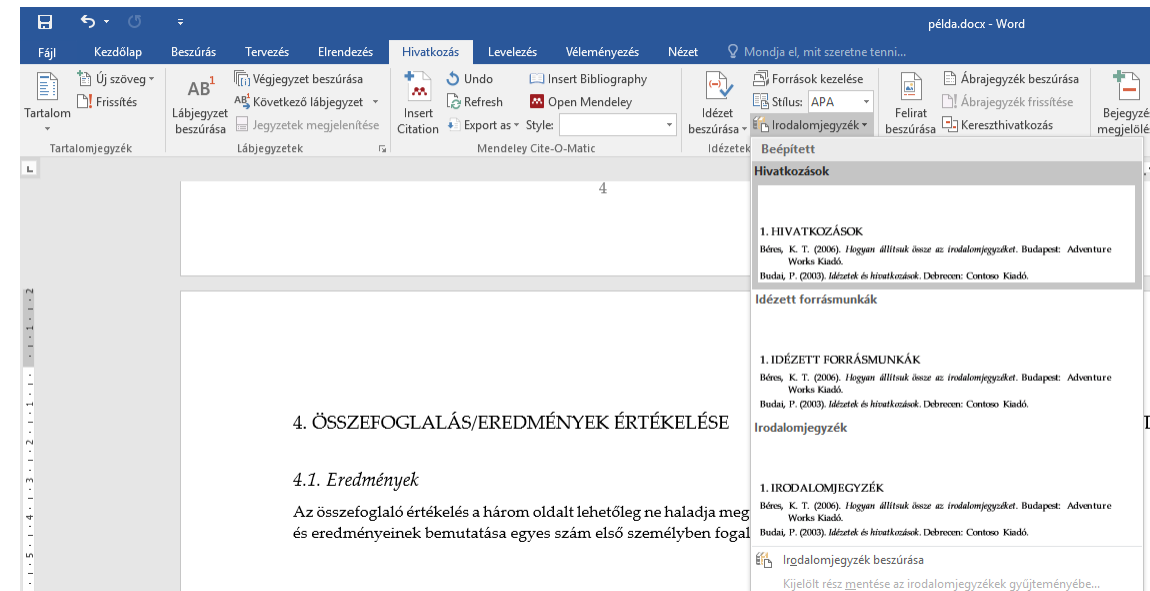 példa.docx - Word
Fájl Kezdőlap Beszúrás Tervezés Elrendezés Hivatkozás Levelezés Véleményezés Nézet Mondja el, mit szeretne tenni...
Tartalom
Új szöveg
Frissítés
Tartalomjegyzék
AB1
Lábjegyzet
beszúrása
Végjegyzet beszúrása
Következő lábjegyzet
Jegyzetek megjelenítése
Lábjegyzetek
Insert
Citation
Undo
Refresh
Export as
Insert Bibliography
Open Mendeley
Style:
Mendeley Cite-O-Matic
Idézet
beszúrása
Források kezelése
Stílus: APA
Irodalomjegyzék
Idézetek
Felirat
beszúrása
Ábrajegyzék beszúrása
Ábrajegyzék frissítése
Kereszthivatkozás
Bejegyzé
megjelölé
Beépített
Hivatkozások
1. HIVATKOZÁSOK
Béres, K. T. (2006). Hogyan állítsuk össze az irodalomjegyzéket. Budapest: Adventure
Works Kiadó.
Budai, P. (2003). Idézetek és hivatkozások. Debrecen: Contoso Kiadó.
Idézett forrásmunkák
1. IDÉZETT FORRÁSMUNKÁK
Béres, K. T. (2006). Hogyan állítsuk össze az irodalomjegyzéket. Budapest: Adventure
Works Kiadó.
Budai, P. (2003). Idézetek és hivatkozások. Debrecen: Contoso Kiadó.
Irodalomjegyzék
1. IRODALOMJEGYZÉK
Béres, K. T. (2006). Hogyan állítsuk össze az irodalomjegyzéket. Budapest: Adventure
Works Kiadó.
Budai, P. (2003). Idézetek és hivatkozások. Debrecen: Contoso Kiadó.
Irodalomjegyzék beszúrása
Kijelölt rész mentése az irodalomjegyzékek gyűjteményébe...
4
4. ÖSSZEFOGLALÁS/EREDMÉNYEK ÉRTÉKELÉSE
4.1. Eredmények
Az összefoglaló értékelés a három oldalt lehetőleg ne haladja meg
és eredményeinek bemutatása egyes szám első személyben fogal